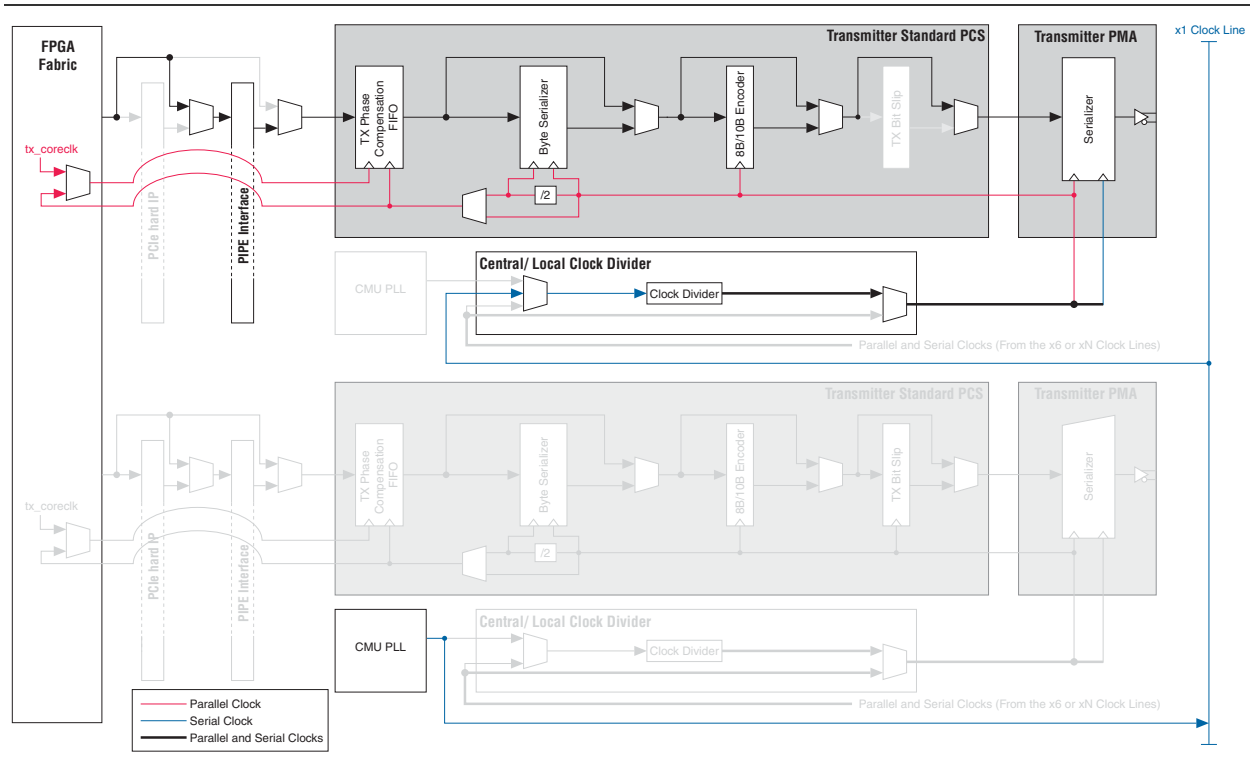 FPGA
Fabric
Transmitter Standard PCS
Transmitter PMA
x1 Clock Line
TX Phase
Compensation
FIFO
Byte Serializer
8B/10B Encoder
TX Bit Slip
Serializer
tx_coreclk
/2
PCIe hard IP
PIPE Interface
Central/ Local Clock Divider
CMU PLL
Clock Divider
Parallel and Serial Clocks (From the x6 or xN Clock Lines)
Transmitter Standard PCS
Transmitter PMA
TX Phase
Compensation
FIFO
Byte Serializer
8B/10B Encoder
TX Bit Slip
Serializer
tx_coreclk
/2
PCIe hard IP
PIPE Interface
Central/ Local Clock Divider
CMU PLL
Clock Divider
Parallel and Serial Clocks (From the x6 or xN Clock Lines)
Parallel Clock
Serial Clock
Parallel and Serial Clocks